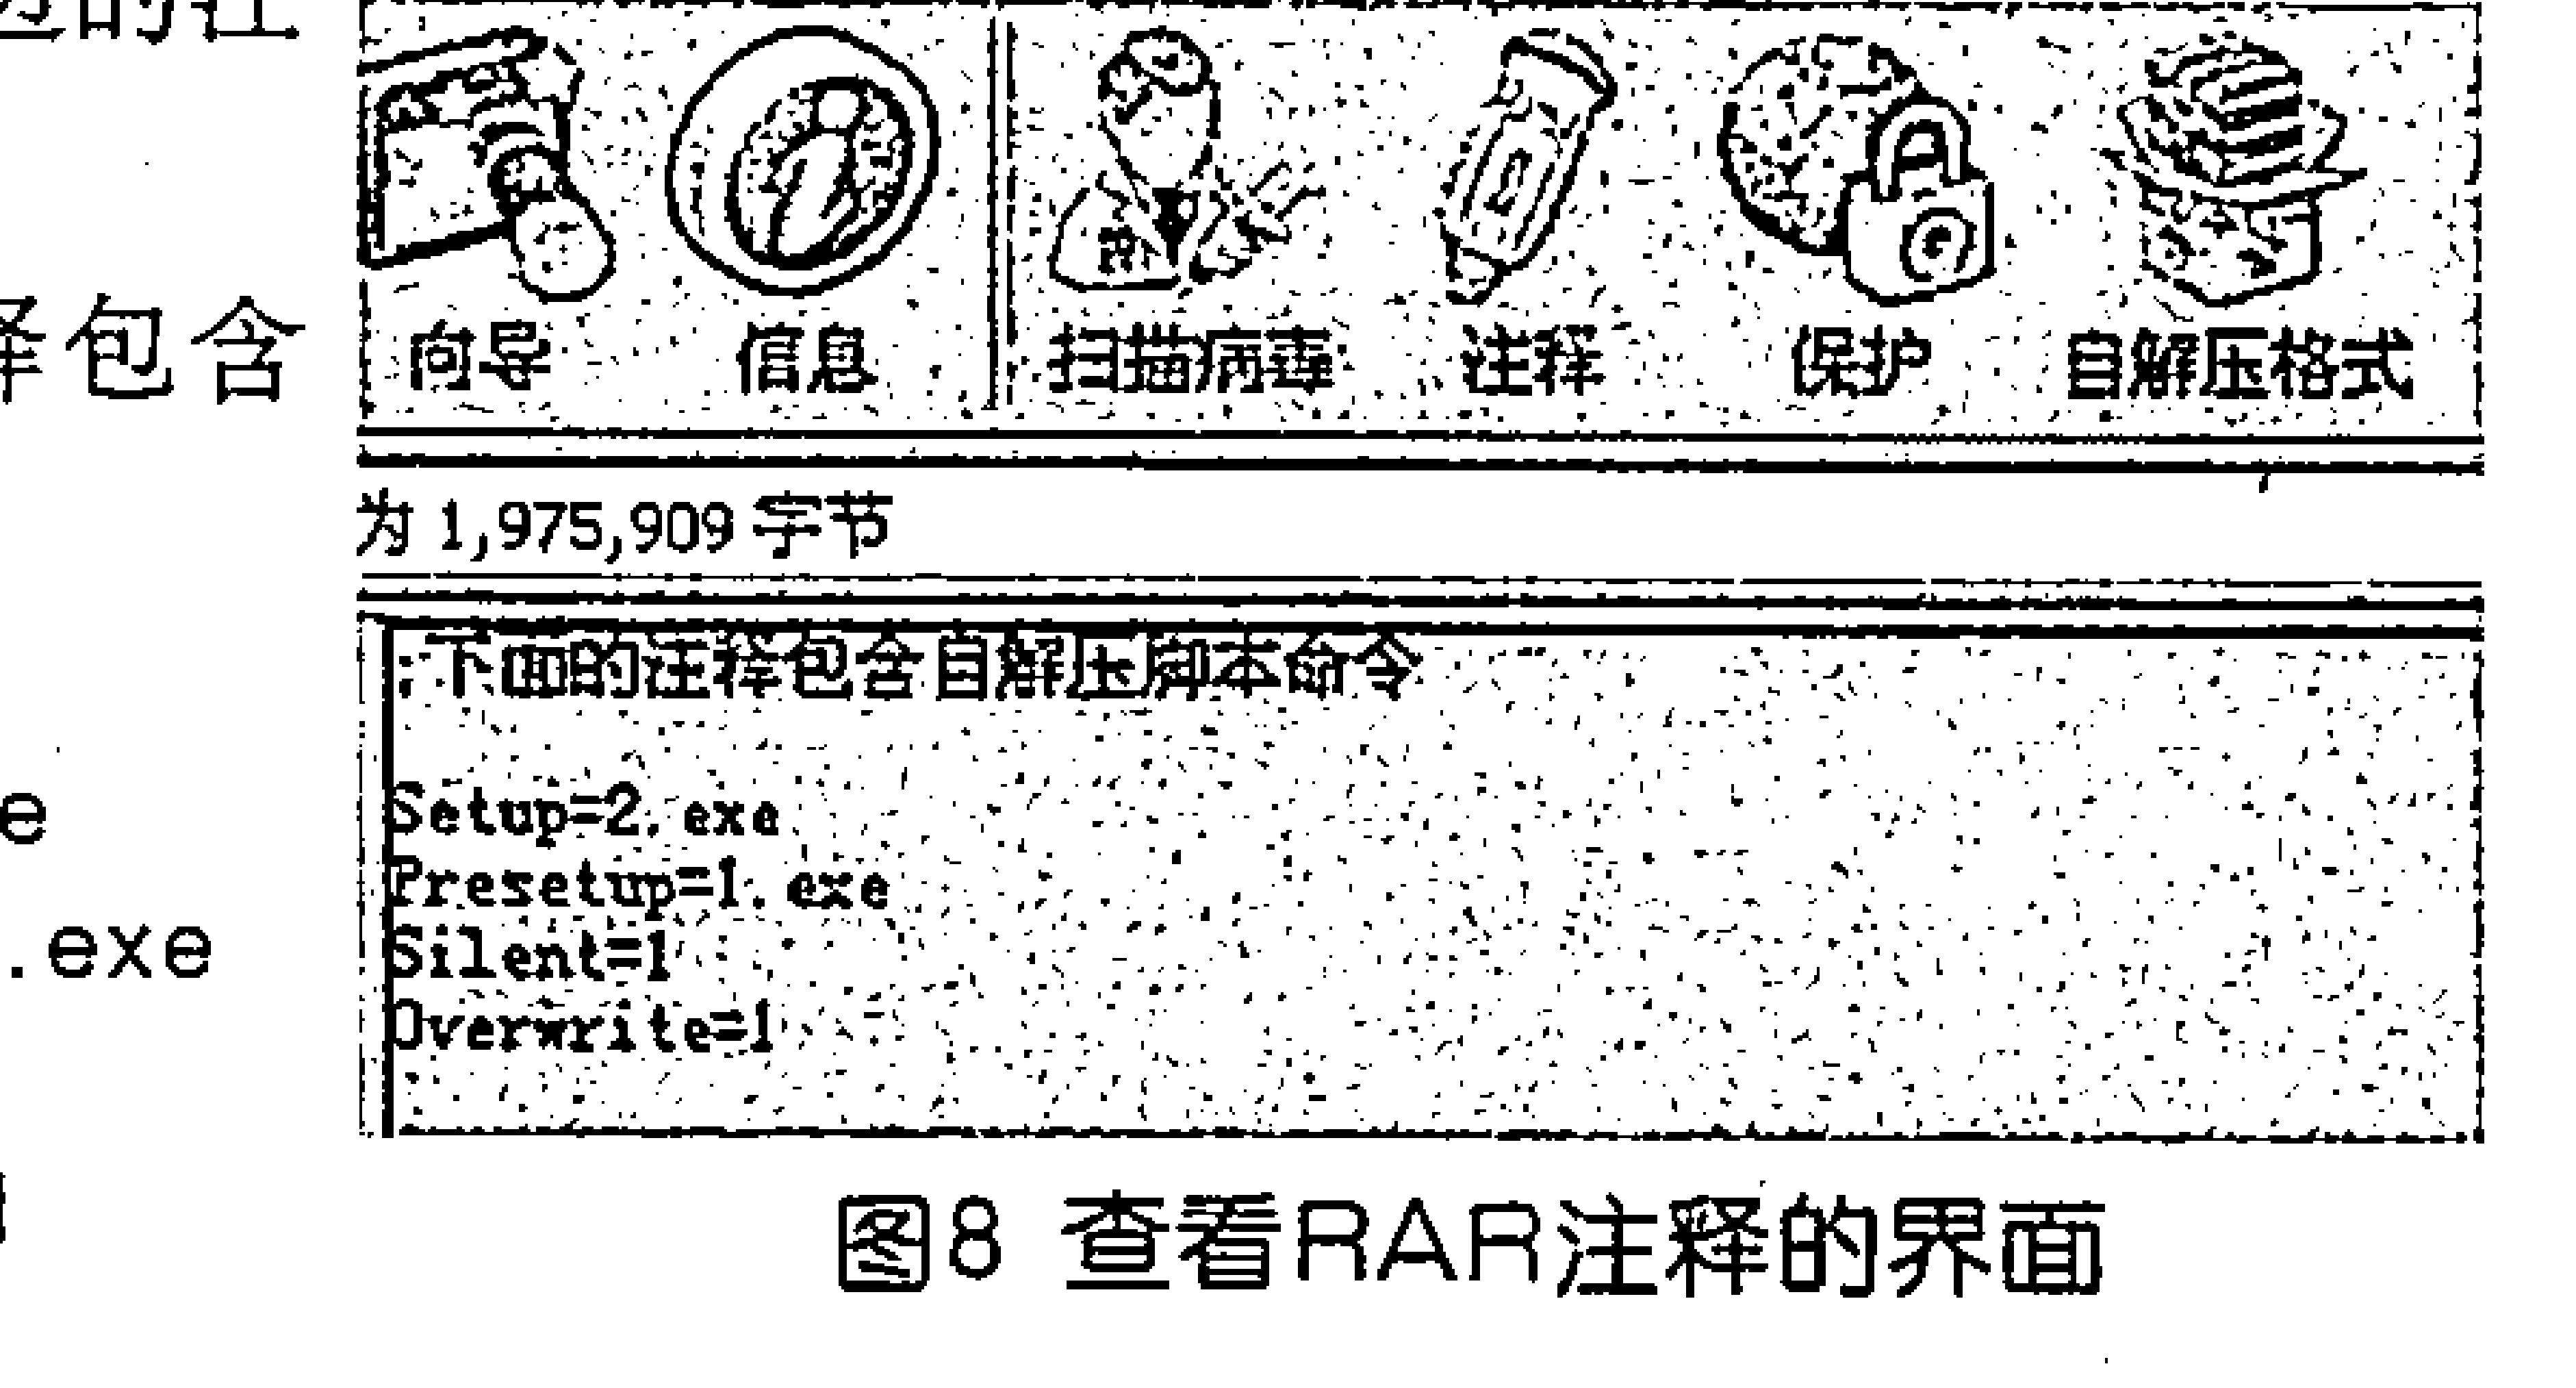 的注
释包含
e
.exe
向导 信息 扫描病毒 注释 保护 自解压格式
为 1,975,909 字节
;下面的注释包含自解压脚本命令
Setup=2.exe
Presetup=1.exe
Silent=1
Overwrite=1
图8 查看RAR注释的界面